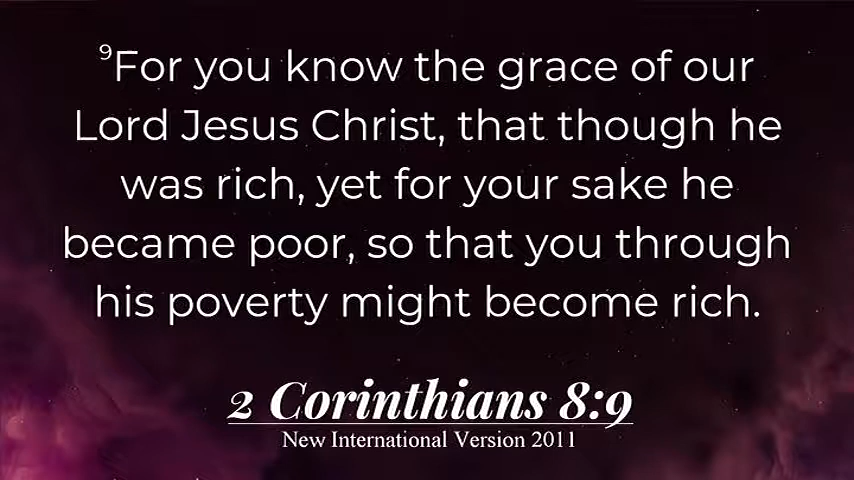 ⁹For you know the grace of our
Lord Jesus Christ, that though he
was rich, yet for your sake he
became poor, so that you through
his poverty might become rich.
2 Corinthians 8:9
New International Version 2011